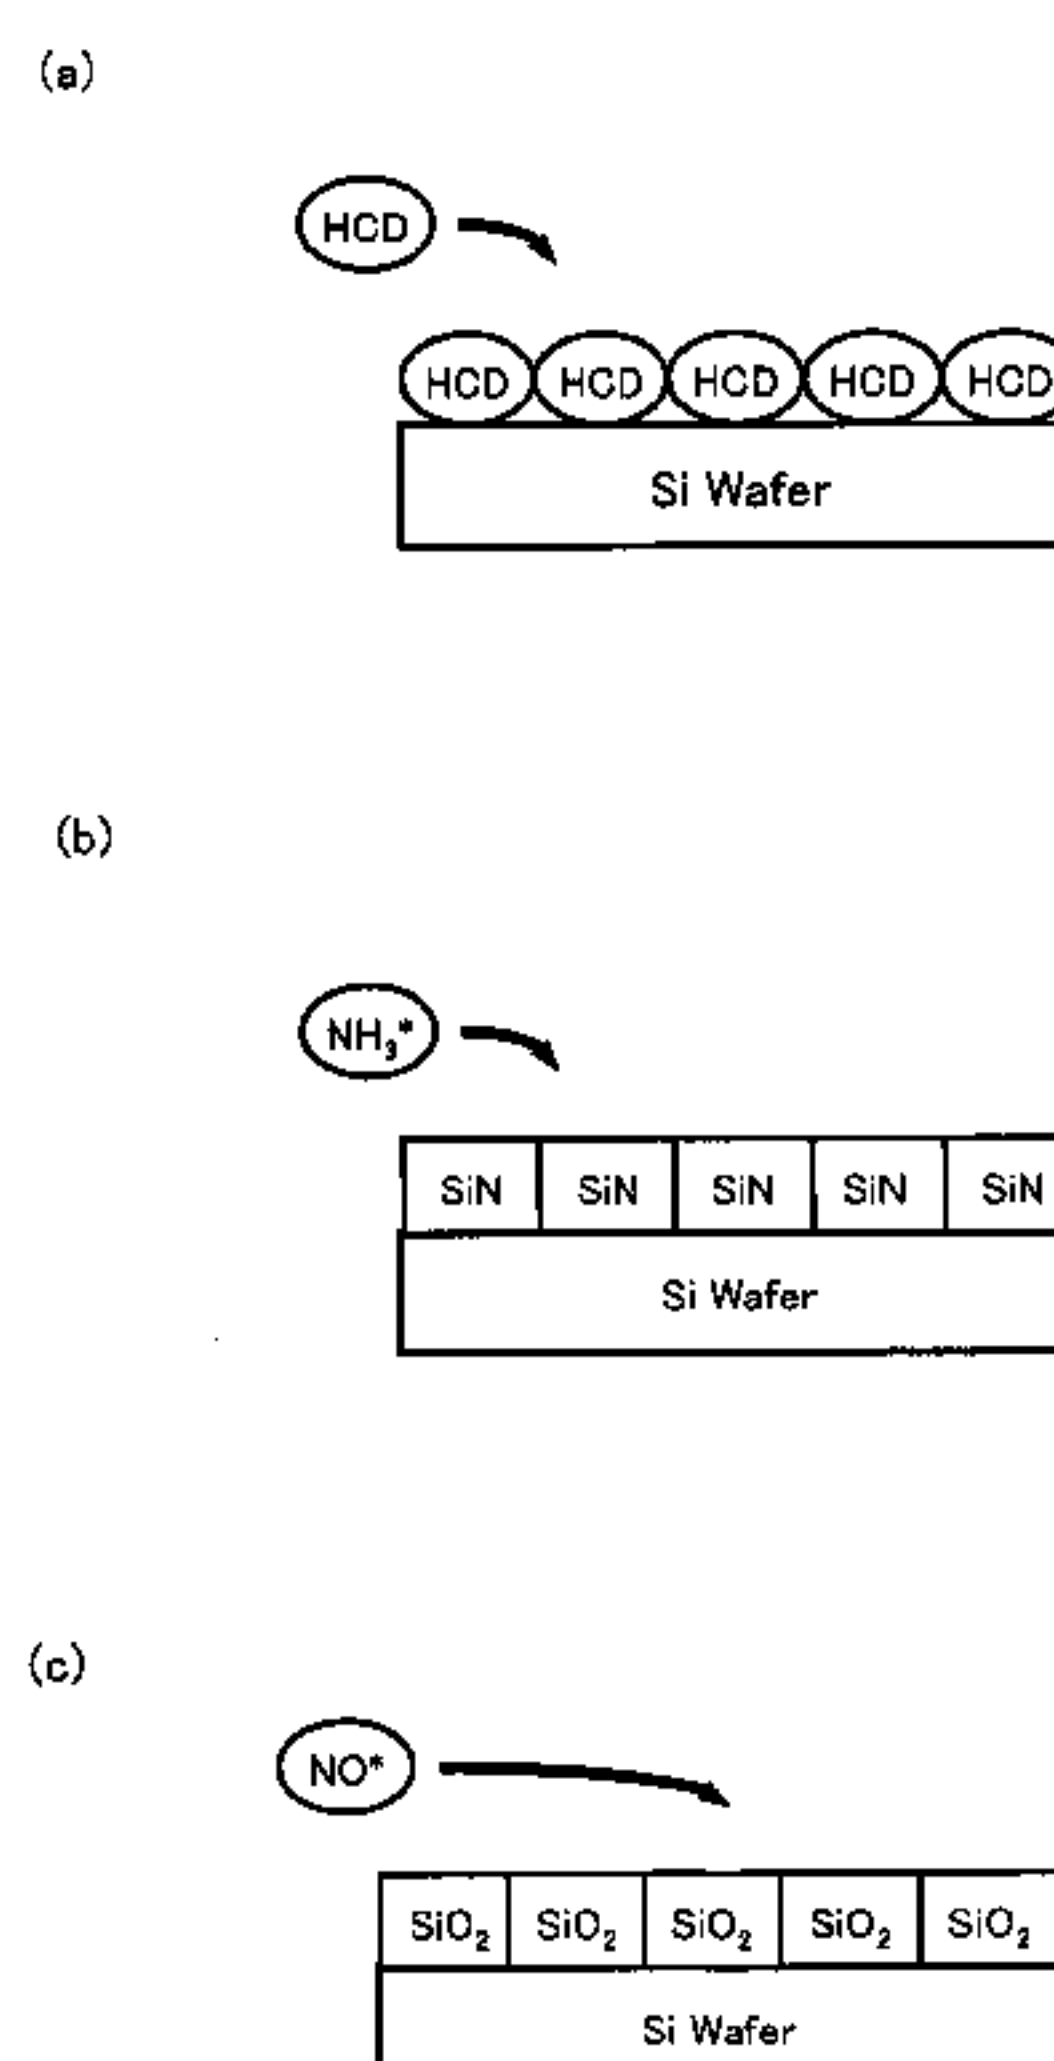 (a)
HCD
HCD HCD HCD HCD HCD
Si Wafer
(b)
NH₃*
SiN SiN SiN SiN SiN
Si Wafer
(c)
NO*
SiO₂ SiO₂ SiO₂ SiO₂ SiO₂
Si Wafer